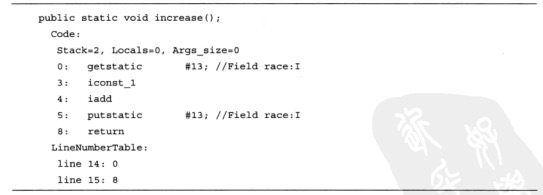 public static void increase();
Code:
Stack=2, Locals=0, Args_size=0
0: getstatic #13; //Field race:I
3: iconst_1
4: iadd
5: putstatic #13; //Field race:I
8: return
LineNumberTable:
line 14: 0
line 15: 8